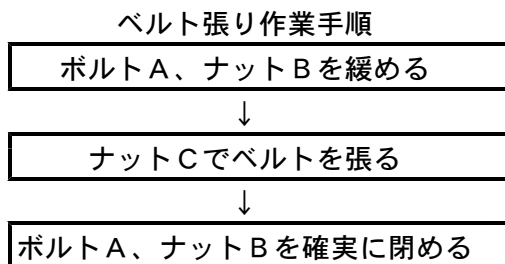 ベルト張り作業手順
ボルトA、ナットBを緩める
↓
ナットCでベルトを張る
↓
ボルトA、ナットBを確実に閉める